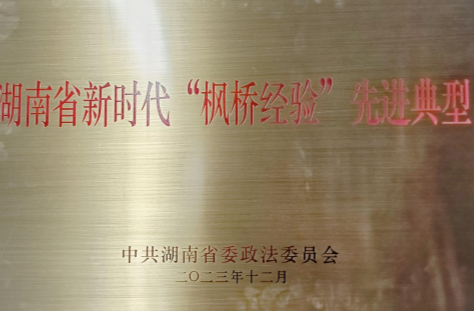 湖南省新时代“枫桥经验”先进典型
中共湖南省委政法委员会
二〇二三年十二月